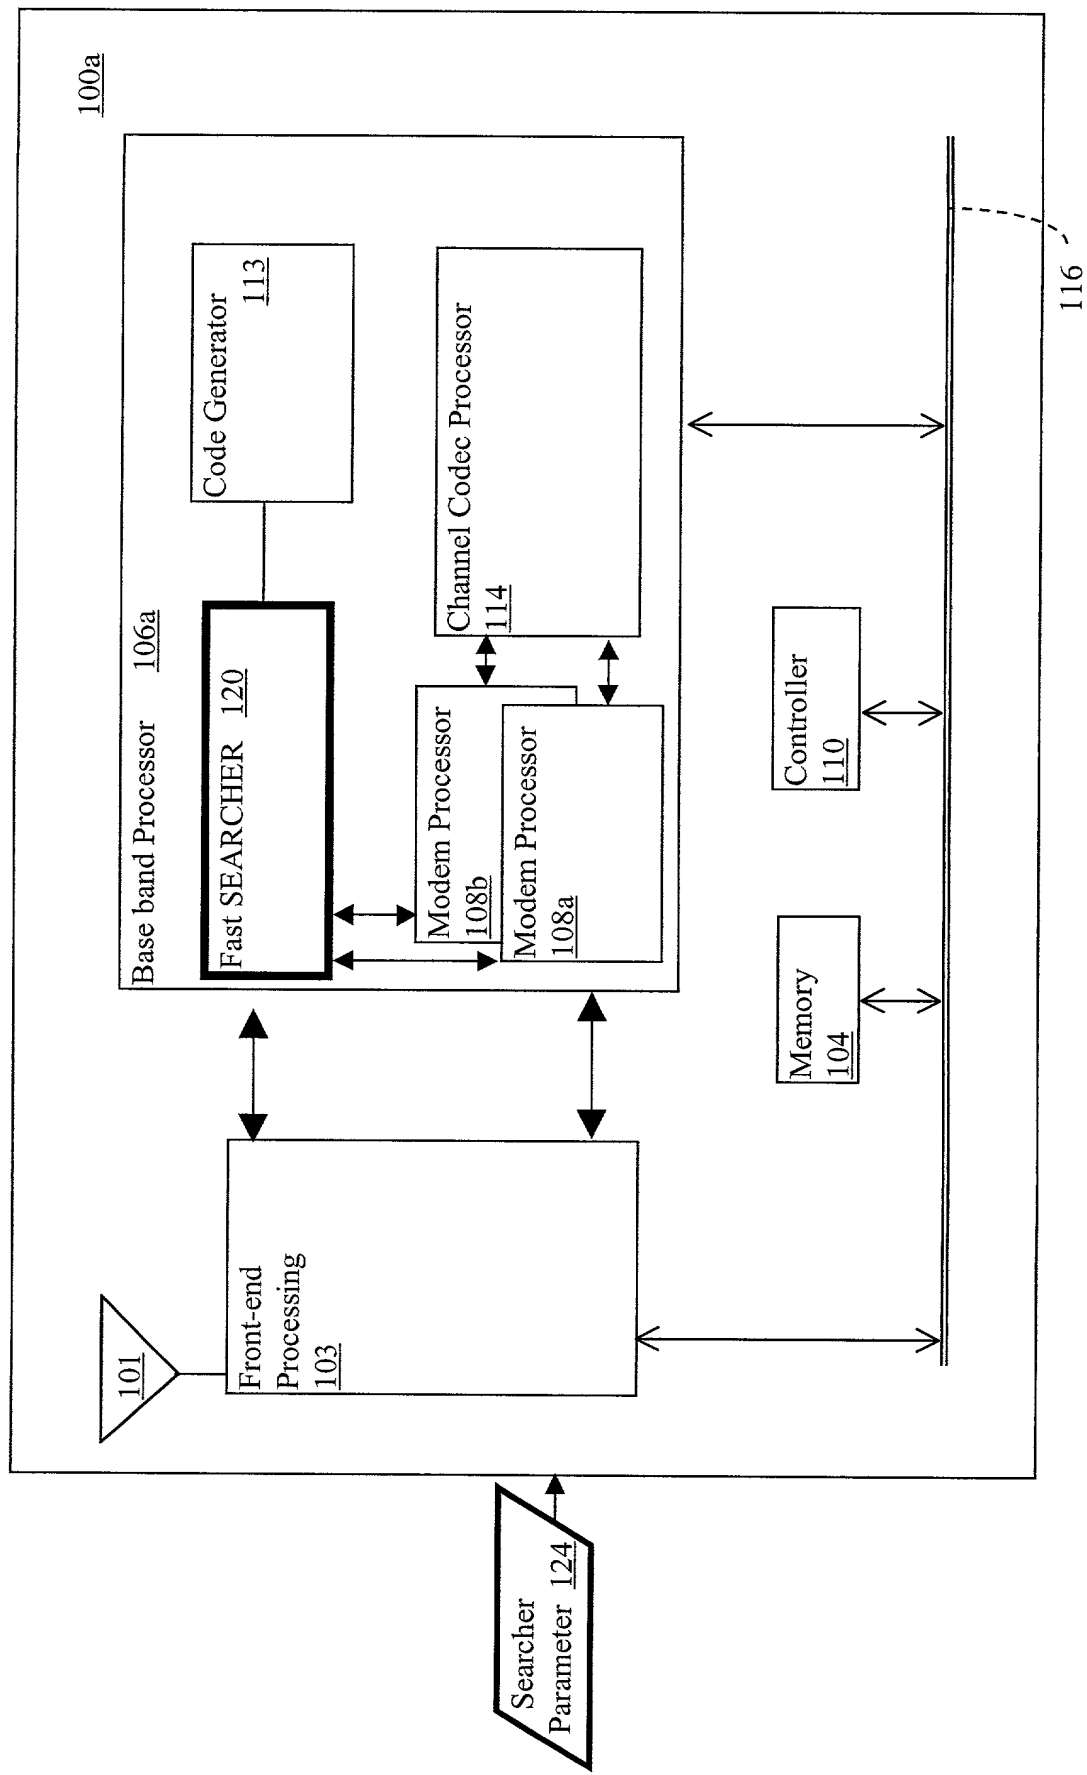 100a
101
Front-end
Processing
103
Base band Processor 106a
Fast SEARCHER 120
Code Generator
113
Modem Processor
108b
Modem Processor
108a
Channel Codec Processor
114
Searcher
Parameter 124
Memory
104
Controller
110
116